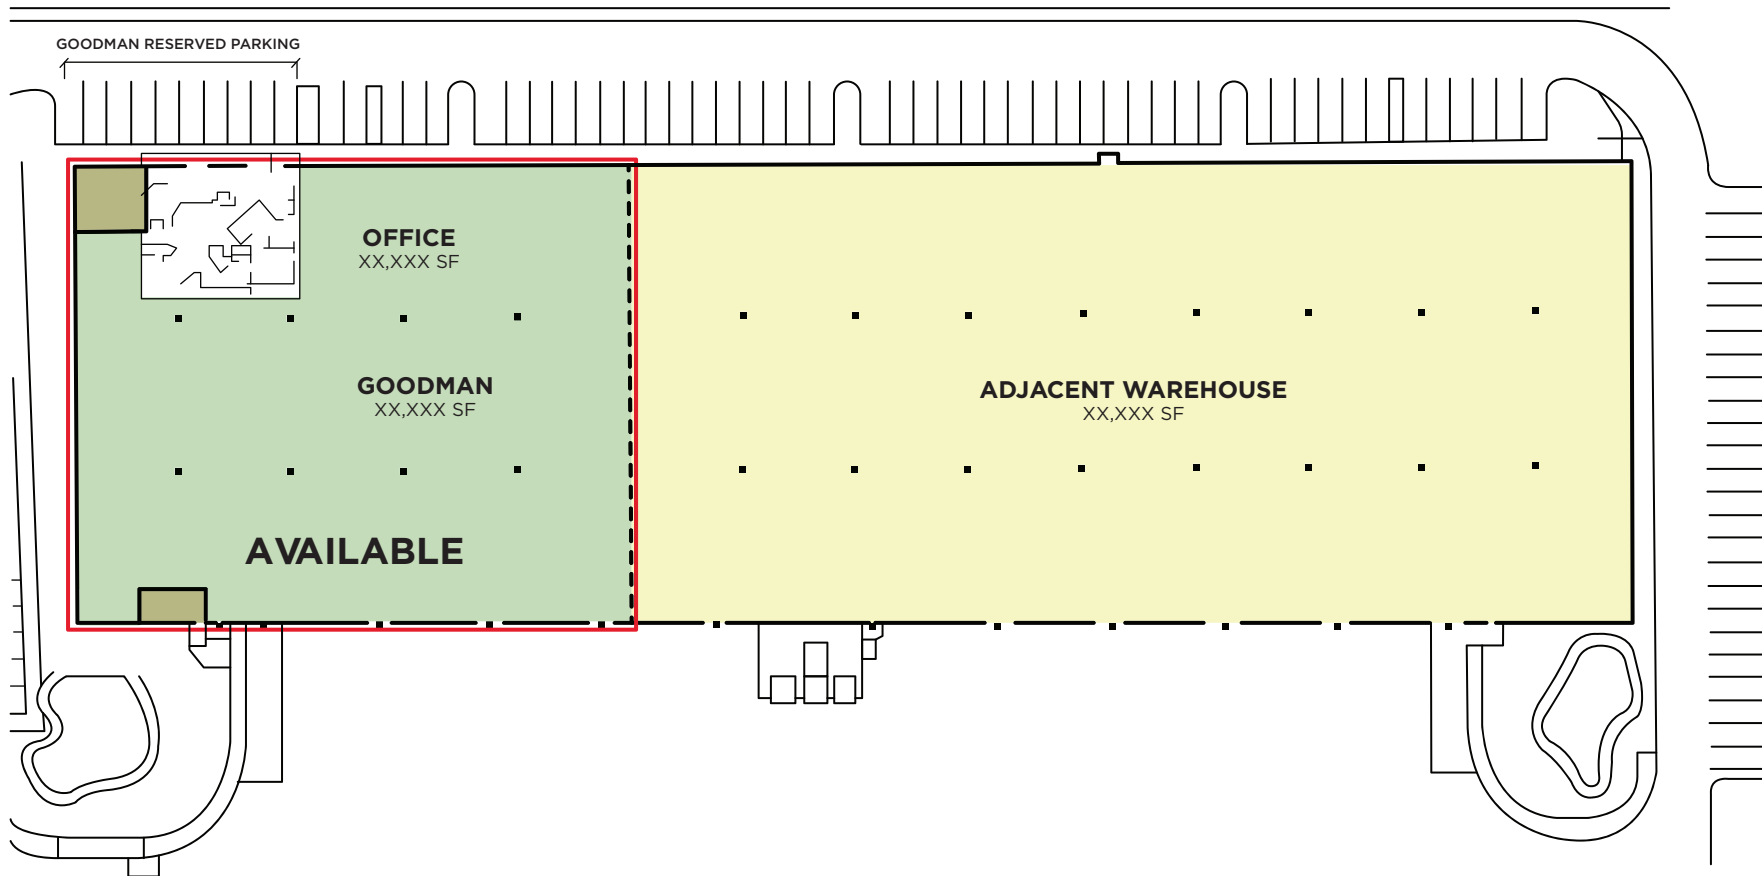 GOODMAN RESERVED PARKING
OFFICE
XX,XXX SF
GOODMAN
XX,XXX SF
ADJACENT WAREHOUSE
XX,XXX SF
AVAILABLE